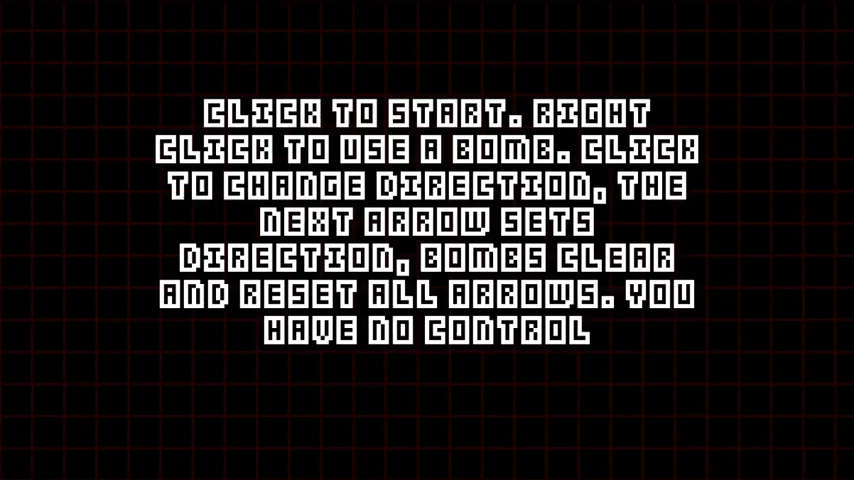 CLICK TO START. RIGHT
CLICK TO USE A BOMB. CLICK
TO CHANGE DIRECTION, THE
NEXT ARROW SETS
DIRECTION, BOMBS CLEAR
AND RESET ALL ARROWS. YOU
HAVE NO CONTROL